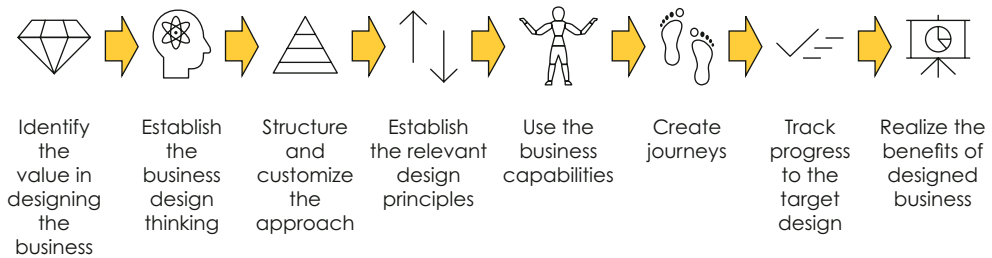 Identify
the
value in
designing
the
business
Establish
the
business
design
thinking
Structure
and
customize
the
approach
Establish
the relevant
design
principles
Use the
business
capabilities
Create
journeys
Track
progress
to the
target
design
Realize the
benefits of
designed
business